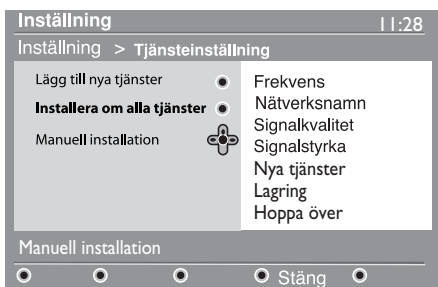 Inställning 11:28
Inställning > Tjänsteinställning
Lägg till nya tjänster
Installera om alla tjänster
Manuell installation
Frekvens
Nätverksnamn
Signalkvalitet
Signalstyrka
Nya tjänster
Lagring
Hoppa över
Manuell installation
Stäng